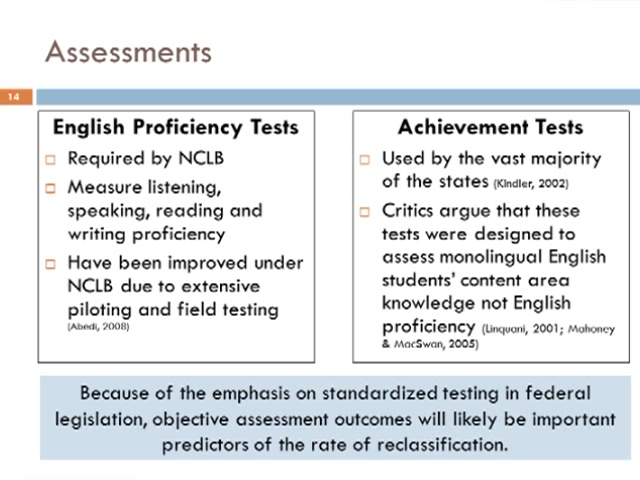 Assessments
14
English Proficiency Tests
□ Required by NCLB
□ Measure listening,
speaking, reading and
writing proficiency
□ Have been improved under
NCLB due to extensive
piloting and field testing
(Abedi, 2008)
Achievement Tests
□ Used by the vast majority
of the states (Kindler, 2002)
□ Critics argue that these
tests were designed to
assess monolingual English
students' content area
knowledge not English
proficiency (Linquani, 2001; Mahoney
& MacSwan, 2005)
Because of the emphasis on standardized testing in federal
legislation, objective assessment outcomes will likely be important
predictors of the rate of reclassification.